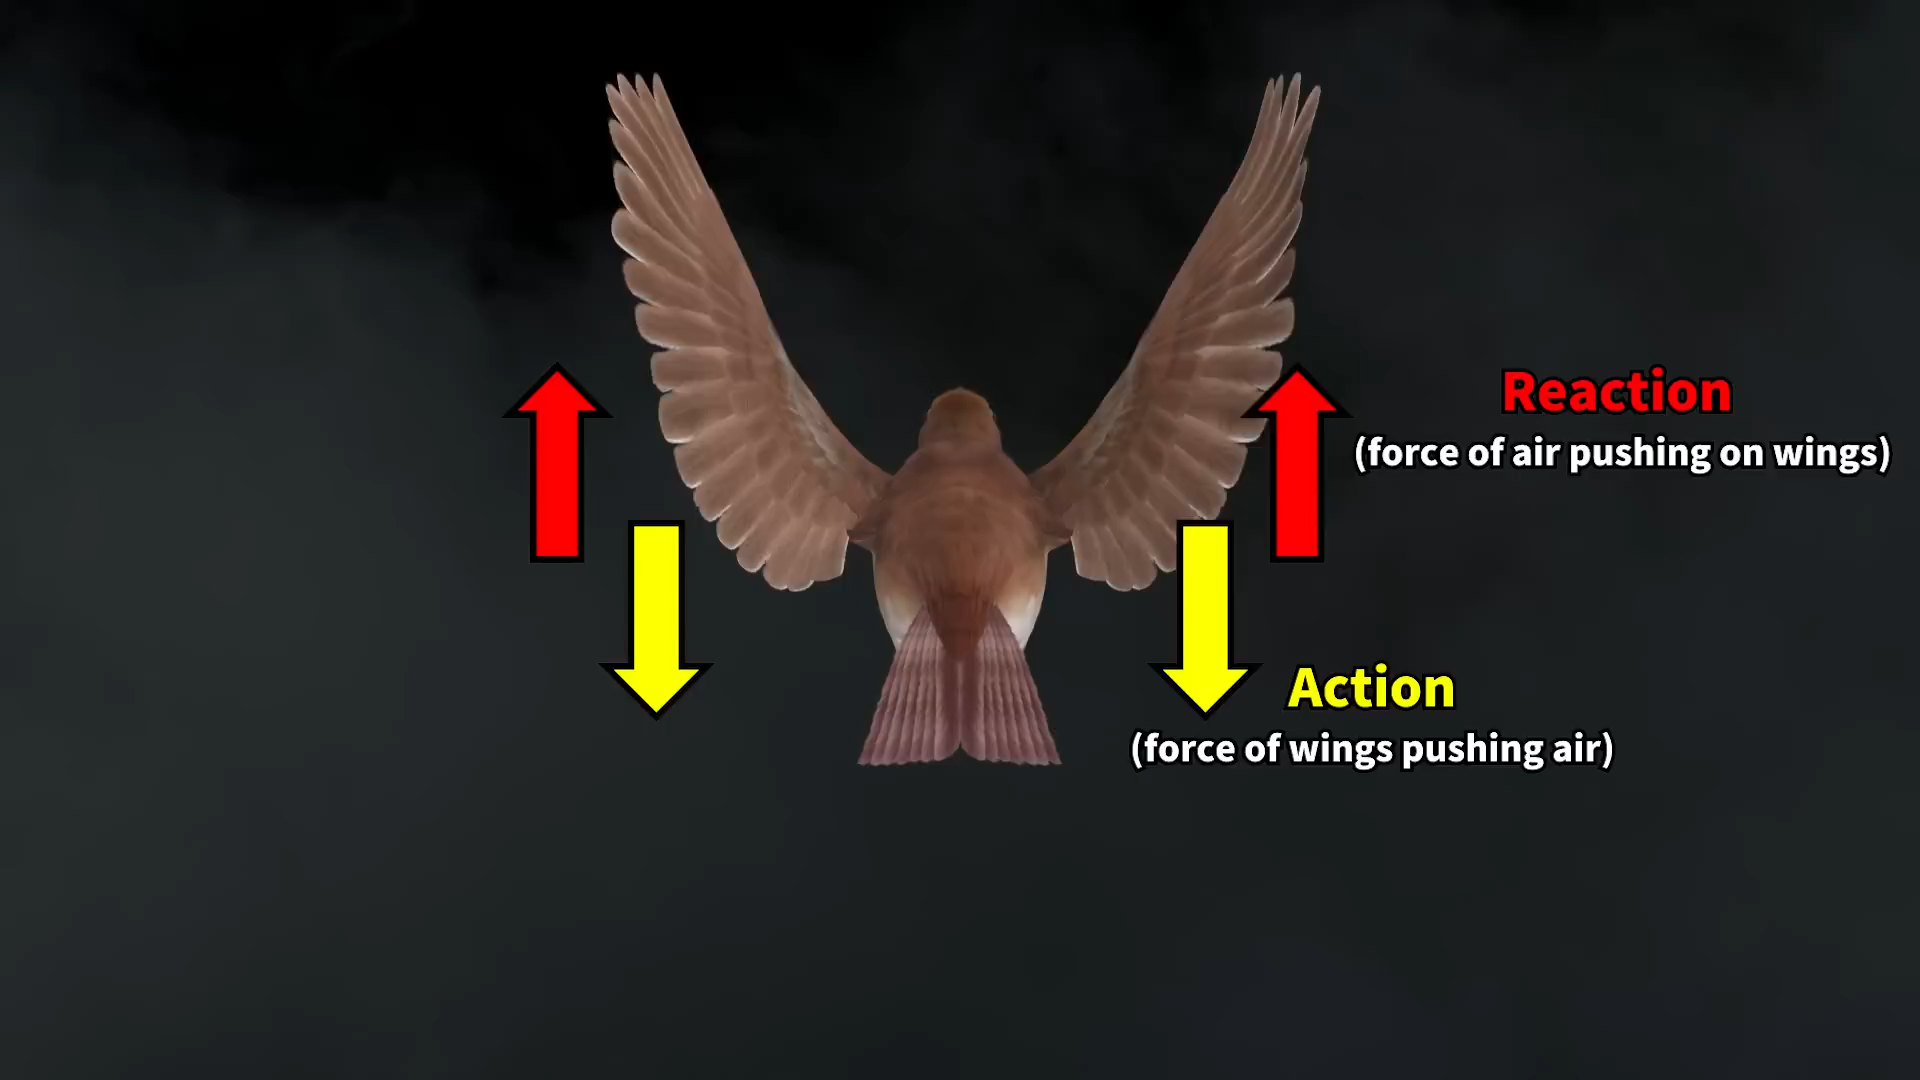 Reaction
(force of air pushing on wings)
Action
(force of wings pushing air)